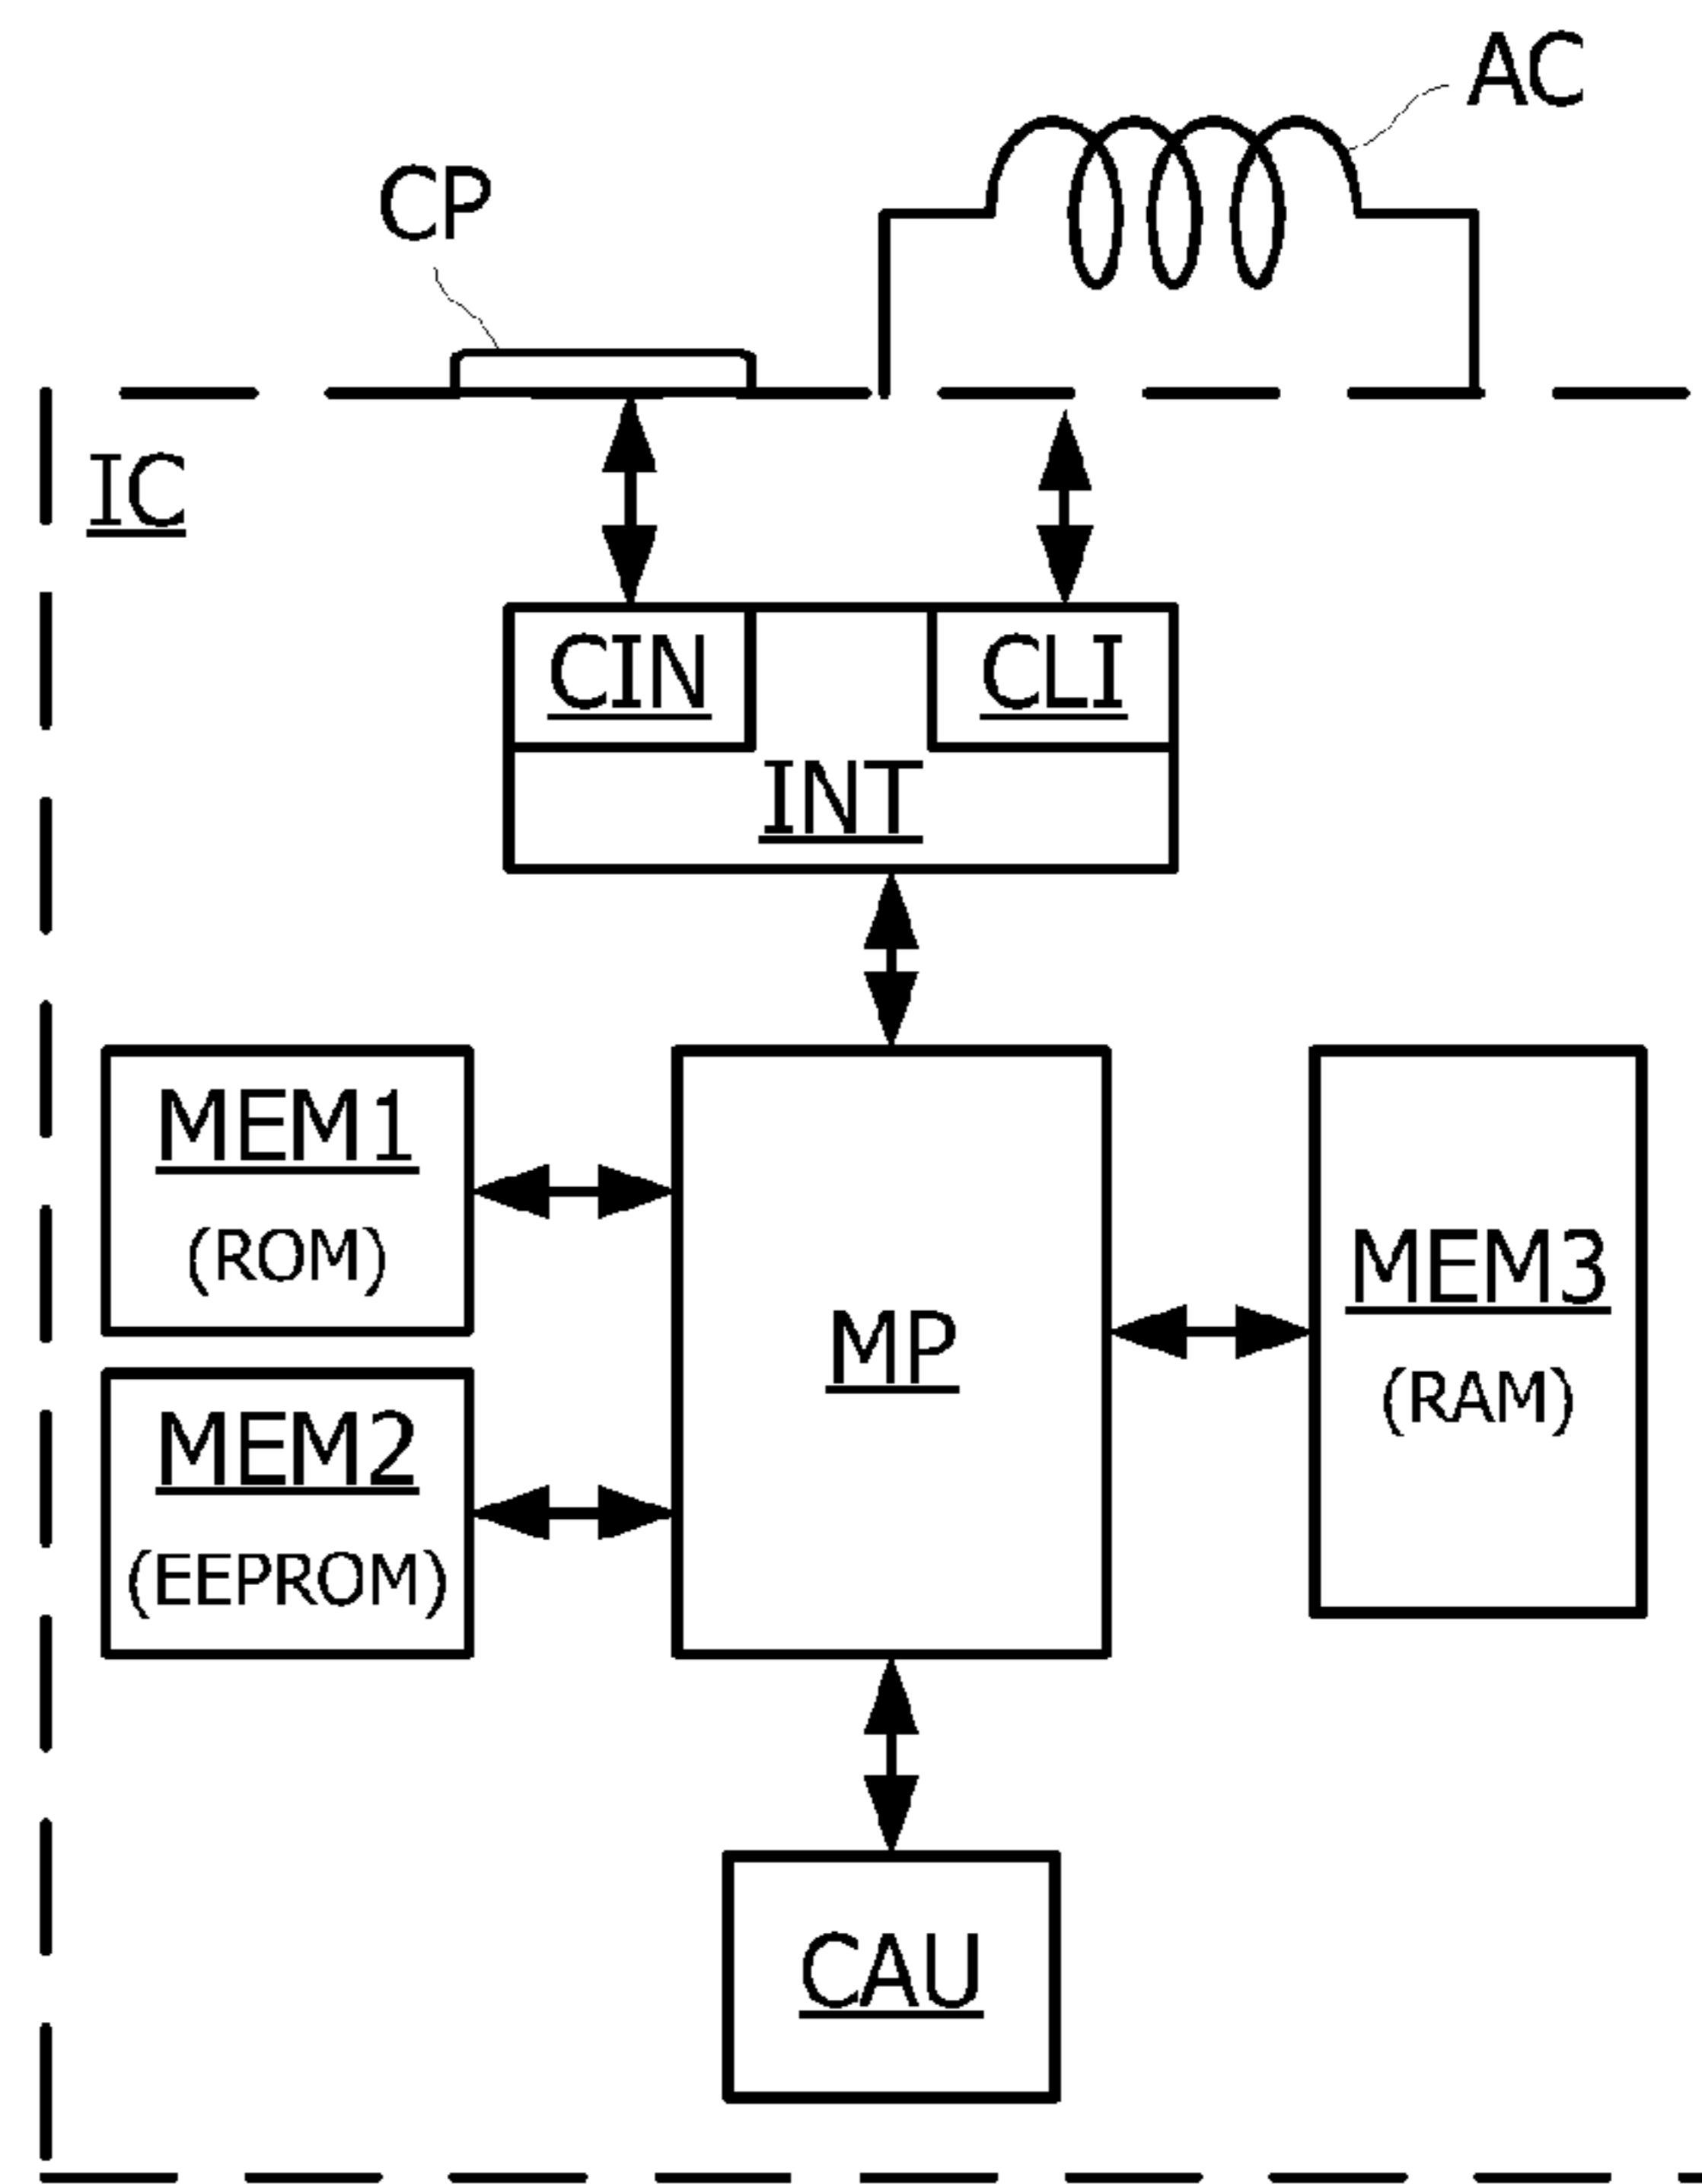 AC
CP
IC
CIN
CLI
INT
MEM1
(ROM)
MP
MEM3
(RAM)
MEM2
(EEPROM)
CAU